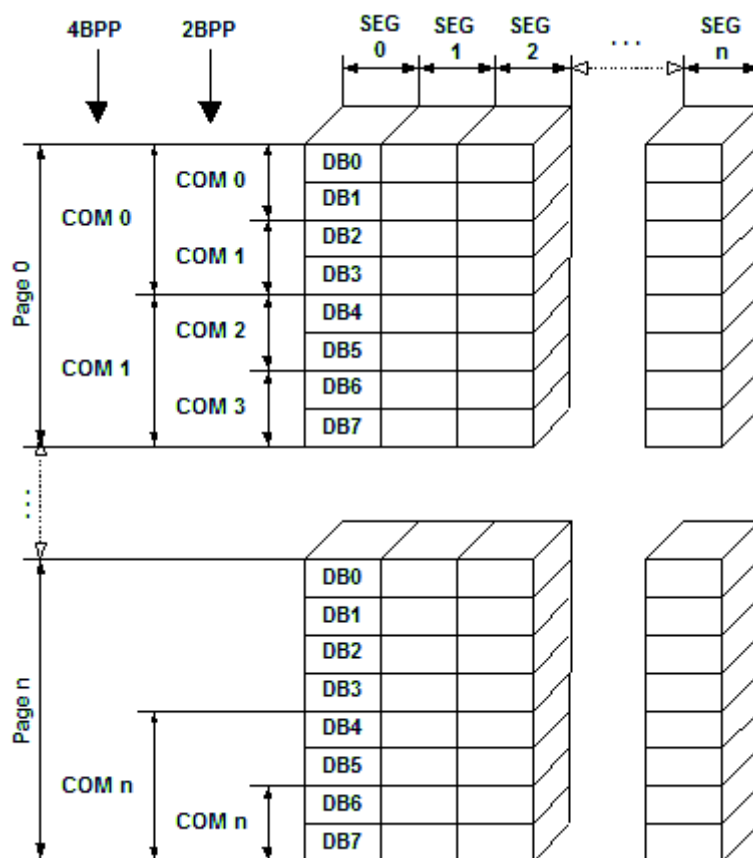 4BPP 2BPP SEG 0 SEG 1 SEG 2 ... SEG n
Page 0
COM 0
COM 1
COM 0
COM 1
COM 2
COM 3
DB0
DB1
DB2
DB3
DB4
DB5
DB6
DB7
...
Page n
COM n
COM n
DB0
DB1
DB2
DB3
DB4
DB5
DB6
DB7